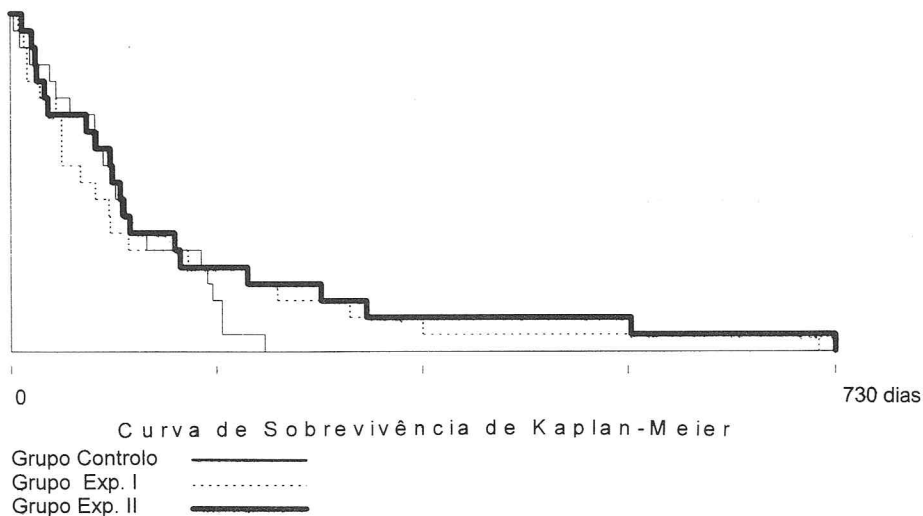 0
730 dias
Curva de Sobrevivência de Kaplan-Meier
Grupo Controlo
Grupo Exp. I
Grupo Exp. II